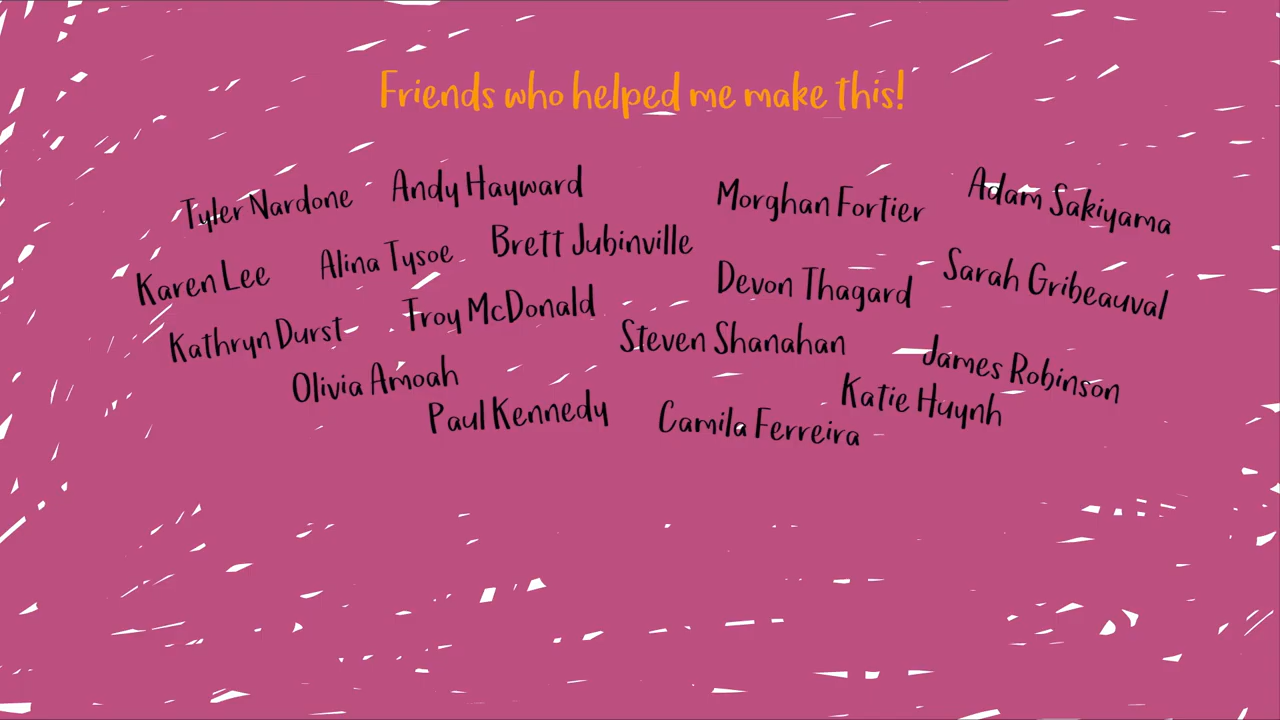 Friends who helped me make this!
Tyler Nardone
Andy Hayward
Morghan Fortier
Adam Sakiyama
Karen Lee
Alina Tysoe
Brett Jubinville
Devon Thagard
Sarah Gribeauval
Kathryn Durst
Troy McDonald
Steven Shanahan
James Robinson
Olivia Amoah
Katie Huynh
Paul Kennedy
Camila Ferreira